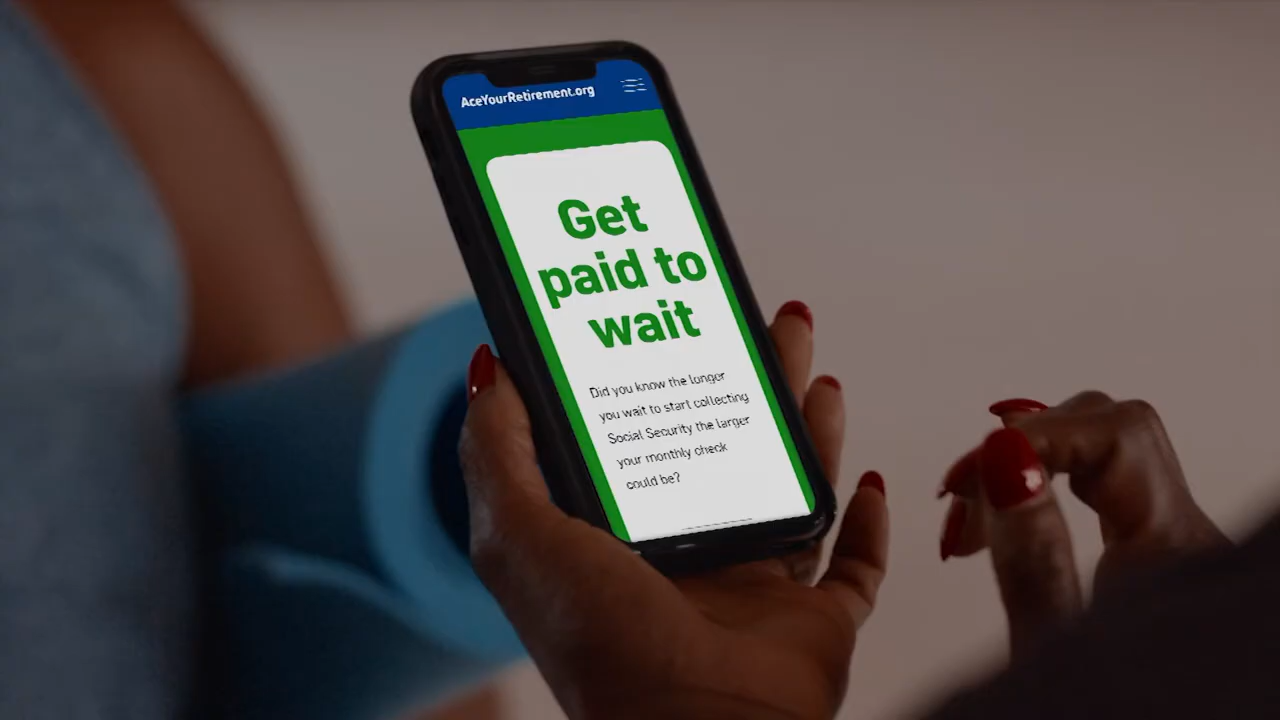 AceYourRetirement.org
Get
paid to
wait
Did you know the longer
you wait to start collecting
Social Security the larger
your monthly check
could be?